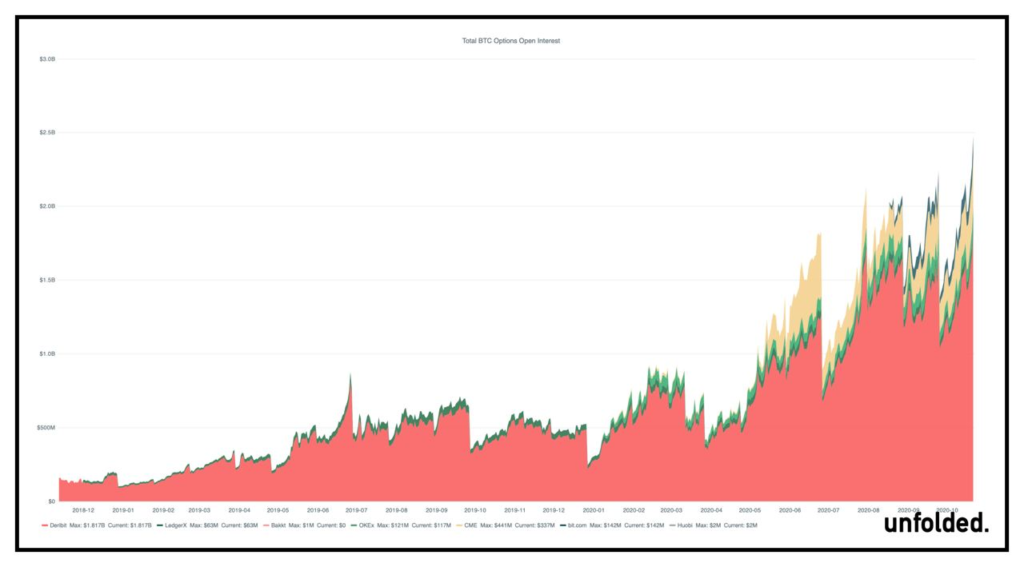 Total BTC Options Open Interest
$3.0B
$2.5B
$2.0B
$1.5B
$1.0B
$500M
$0
2018-12 2019-01 2019-02 2019-03 2019-04 2019-05 2019-06 2019-07 2019-08 2019-09 2019-10 2019-11 2019-12 2020-01 2020-02 2020-03 2020-04 2020-05 2020-06 2020-07 2020-08 2020-09 2020-10
Deribit Max: $1.817B Current: $1.817B LedgerX Max: $63M Current: $63M Bakkt Max: $1M Current: $0 OKEx Max: $121M Current: $117M CME Max: $441M Current: $337M bit.com Max: $142M Current: $142M Huobi Max: $2M Current: $2M
unfolded.